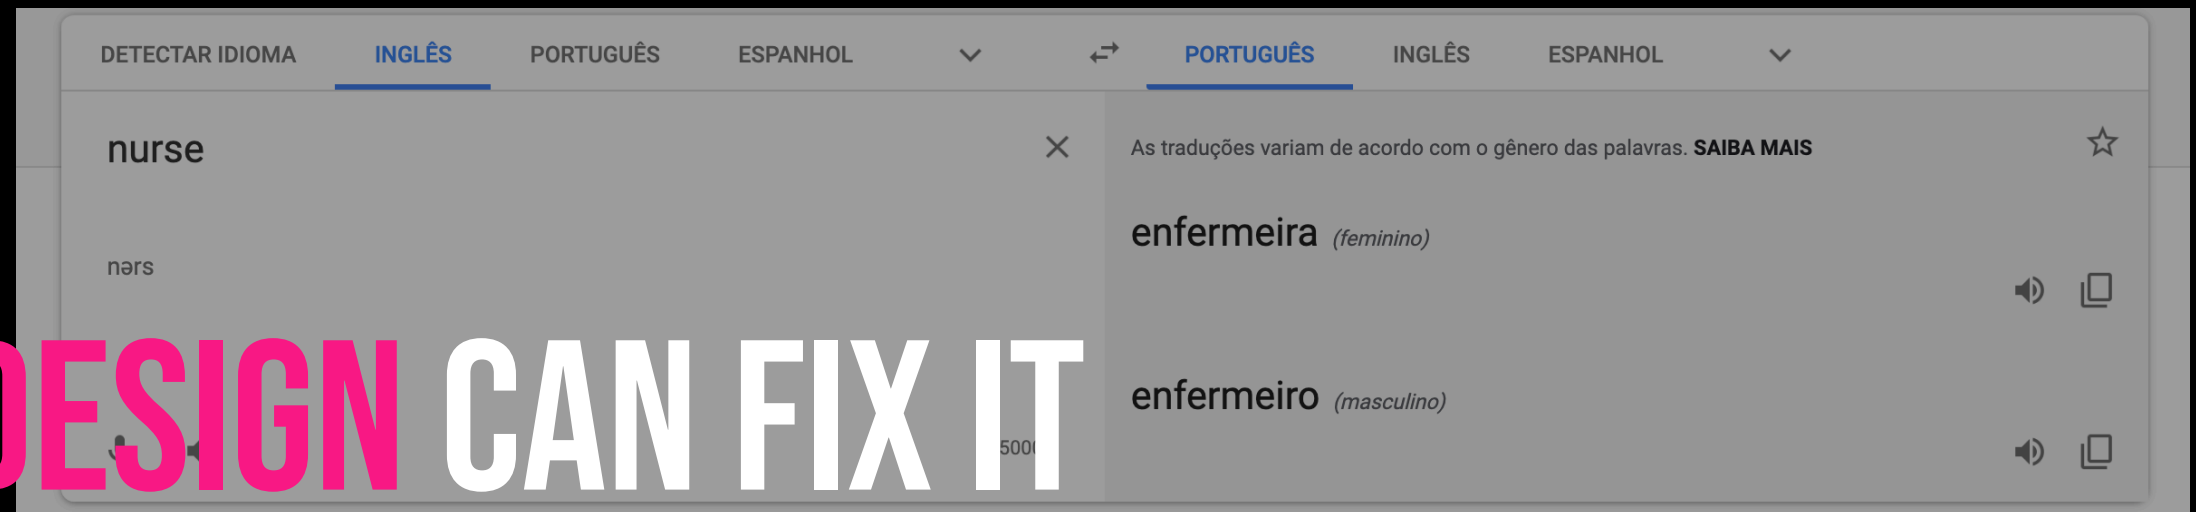 DETECTAR IDIOMA INGLÊS PORTUGUÊS ESPANHOL PORTUGUÊS INGLÊS ESPANHOL
nurse
As traduções variam de acordo com o gênero das palavras. SAIBA MAIS
enfermeira (feminino)
nərs
enfermeiro (masculino)
DESIGN CAN FIX IT